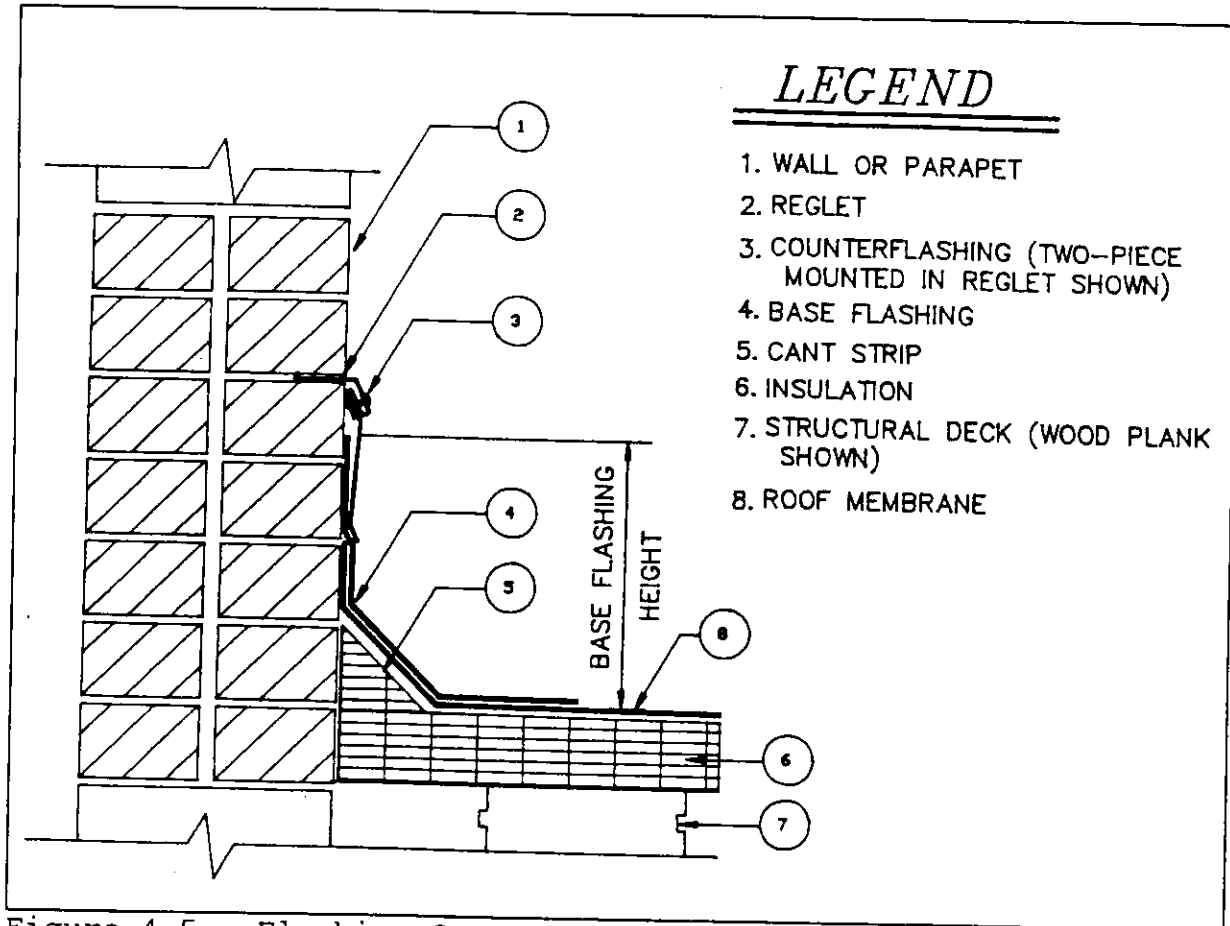 LEGEND
1. WALL OR PARAPET
2. REGLET
3. COUNTERFLASHING (TWO-PIECE
MOUNTED IN REGLET SHOWN)
4. BASE FLASHING
5. CANT STRIP
6. INSULATION
7. STRUCTURAL DECK (WOOD PLANK
SHOWN)
8. ROOF MEMBRANE
1
2
3
4
5
8
6
7
BASE FLASHING
HEIGHT
Figure 4-5